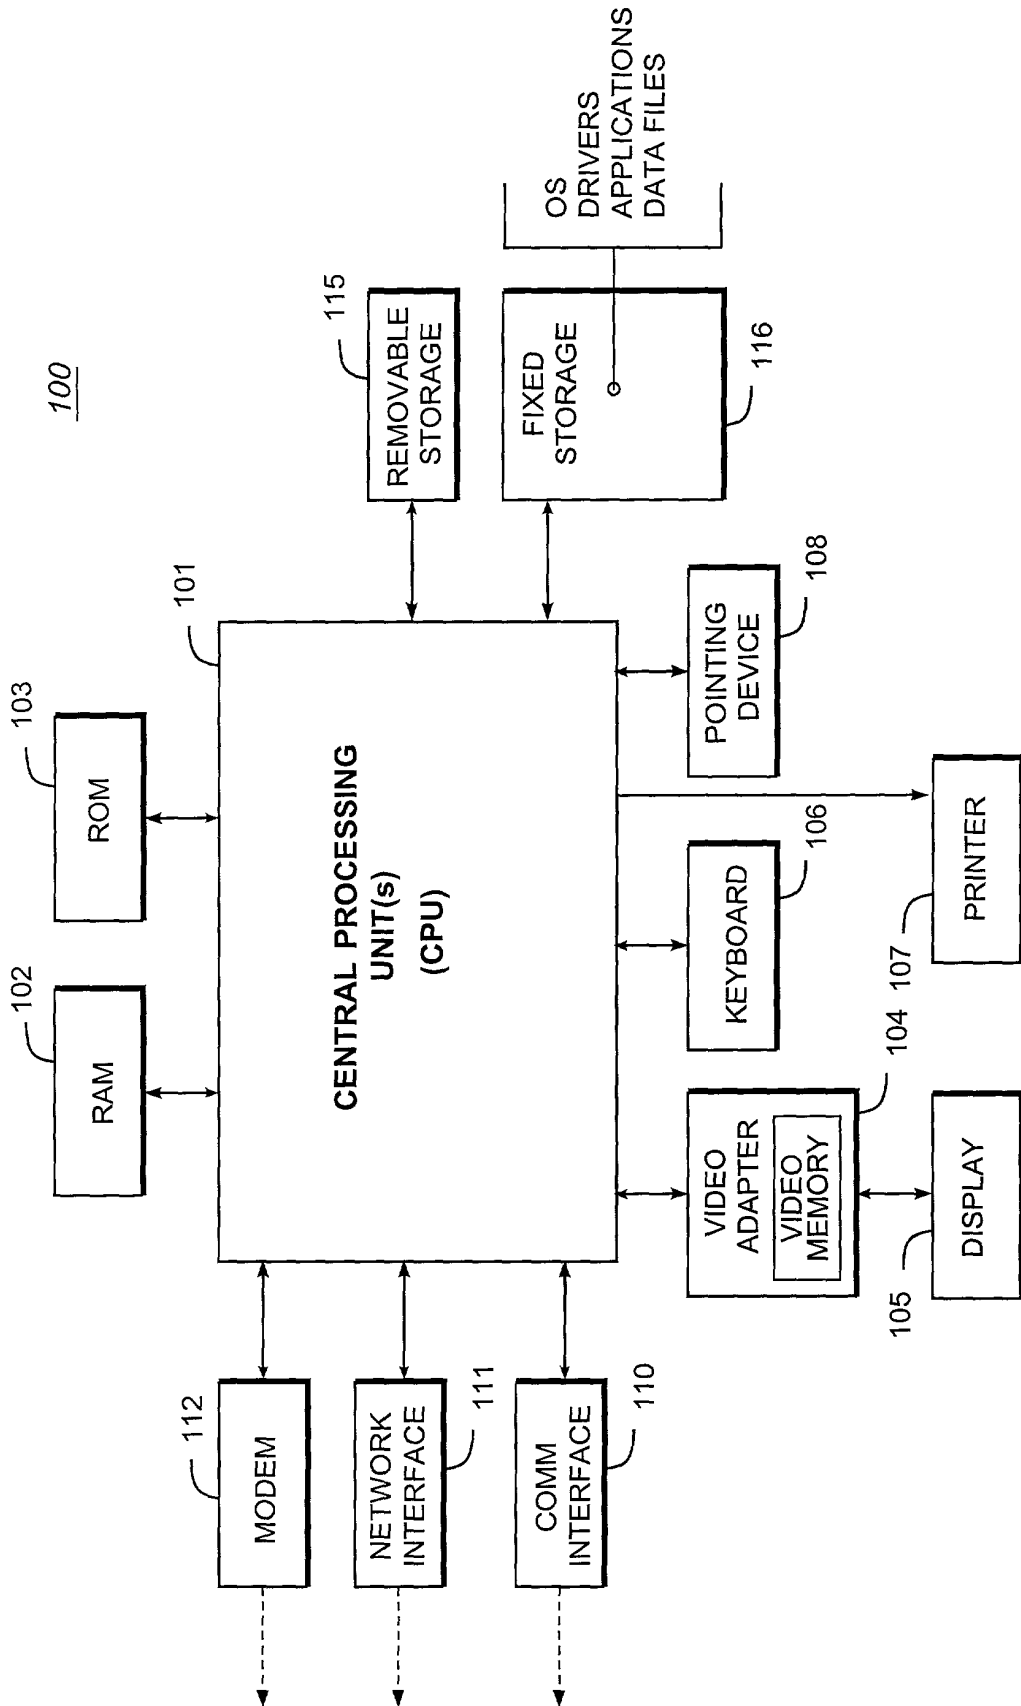 100
102
RAM
103
ROM
101
CENTRAL PROCESSING
UNIT(s)
(CPU)
112
MODEM
NETWORK
INTERFACE
111
COMM
INTERFACE
110
115
REMOVABLE
STORAGE
FIXED
STORAGE
116
OS
DRIVERS
APPLICATIONS
DATA FILES
VIDEO
ADAPTER
VIDEO
MEMORY
104
KEYBOARD
106
POINTING
DEVICE
108
105
DISPLAY
107
PRINTER